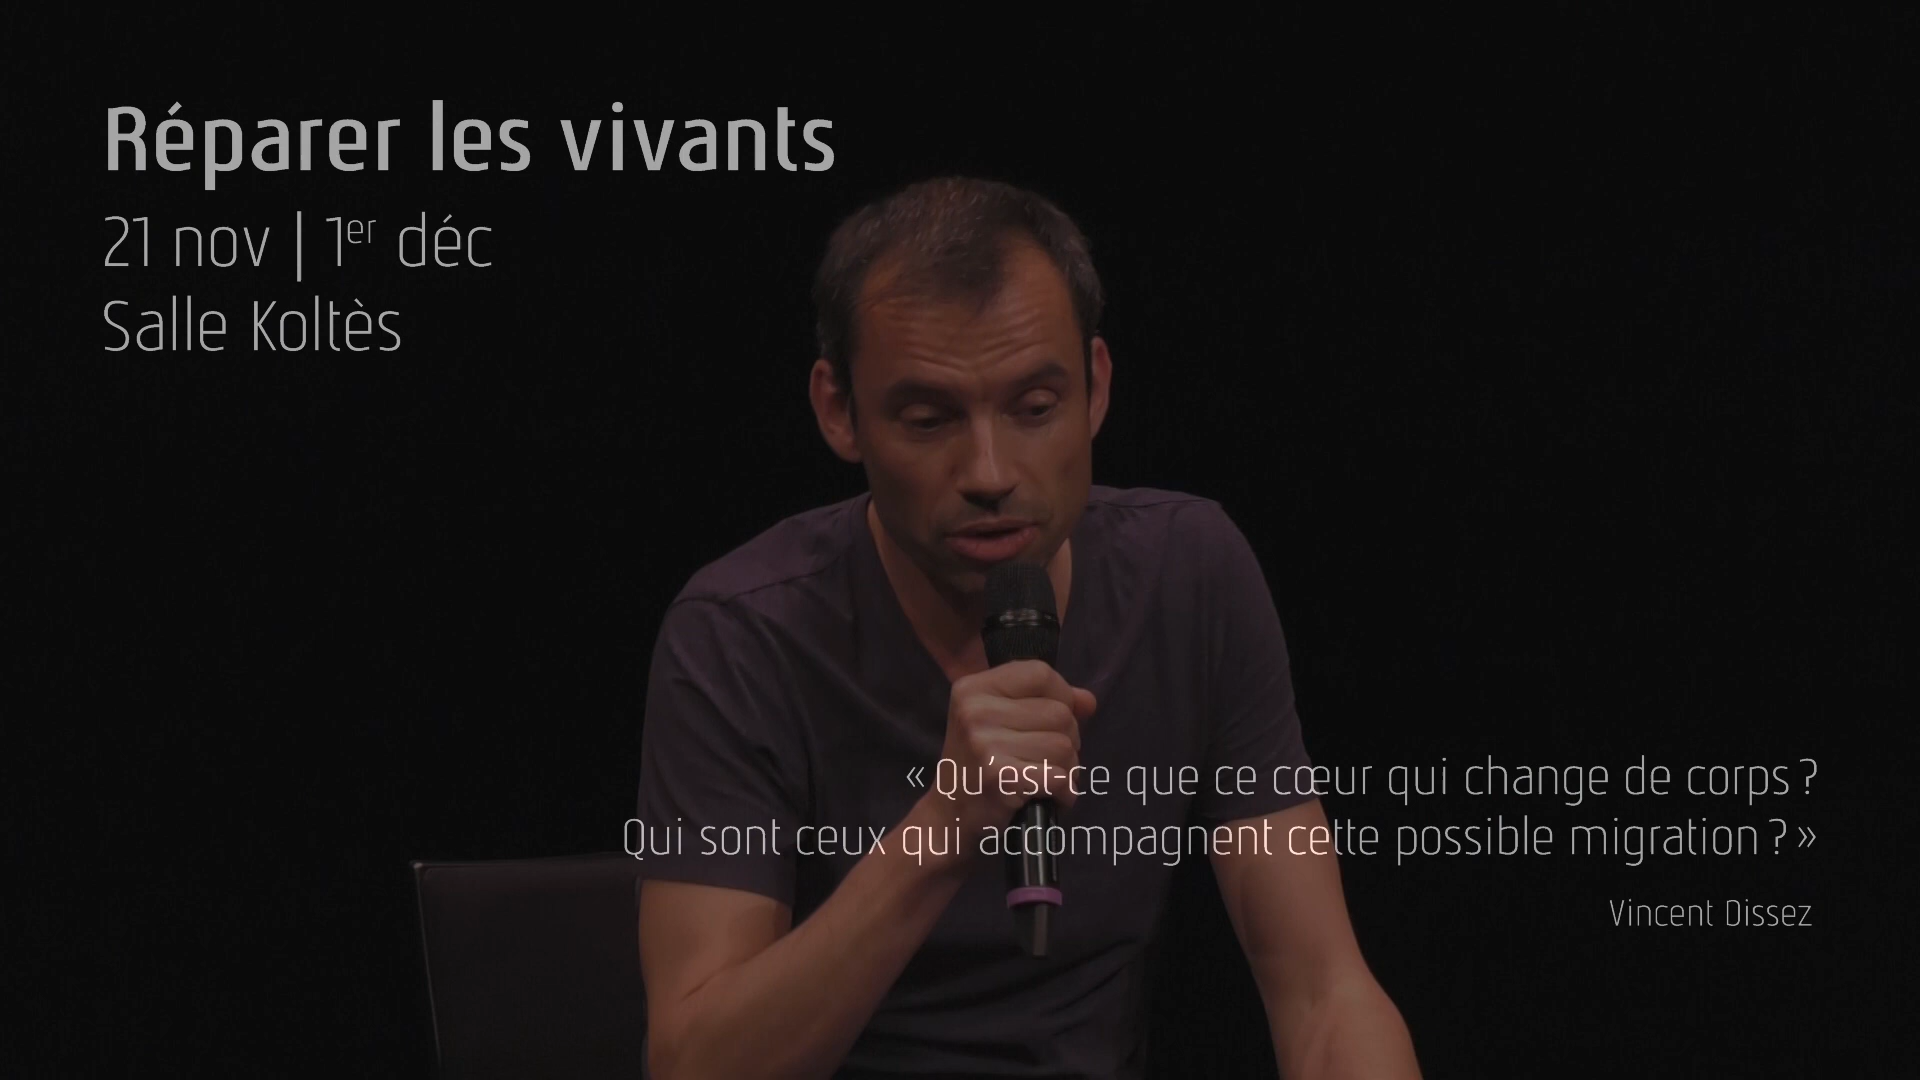 Réparer les vivants
21 nov | 1er déc
Salle Koltès
« Qu’est-ce que ce cœur qui change de corps ?
Qui sont ceux qui accompagnent cette possible migration ? »
Vincent Dissez